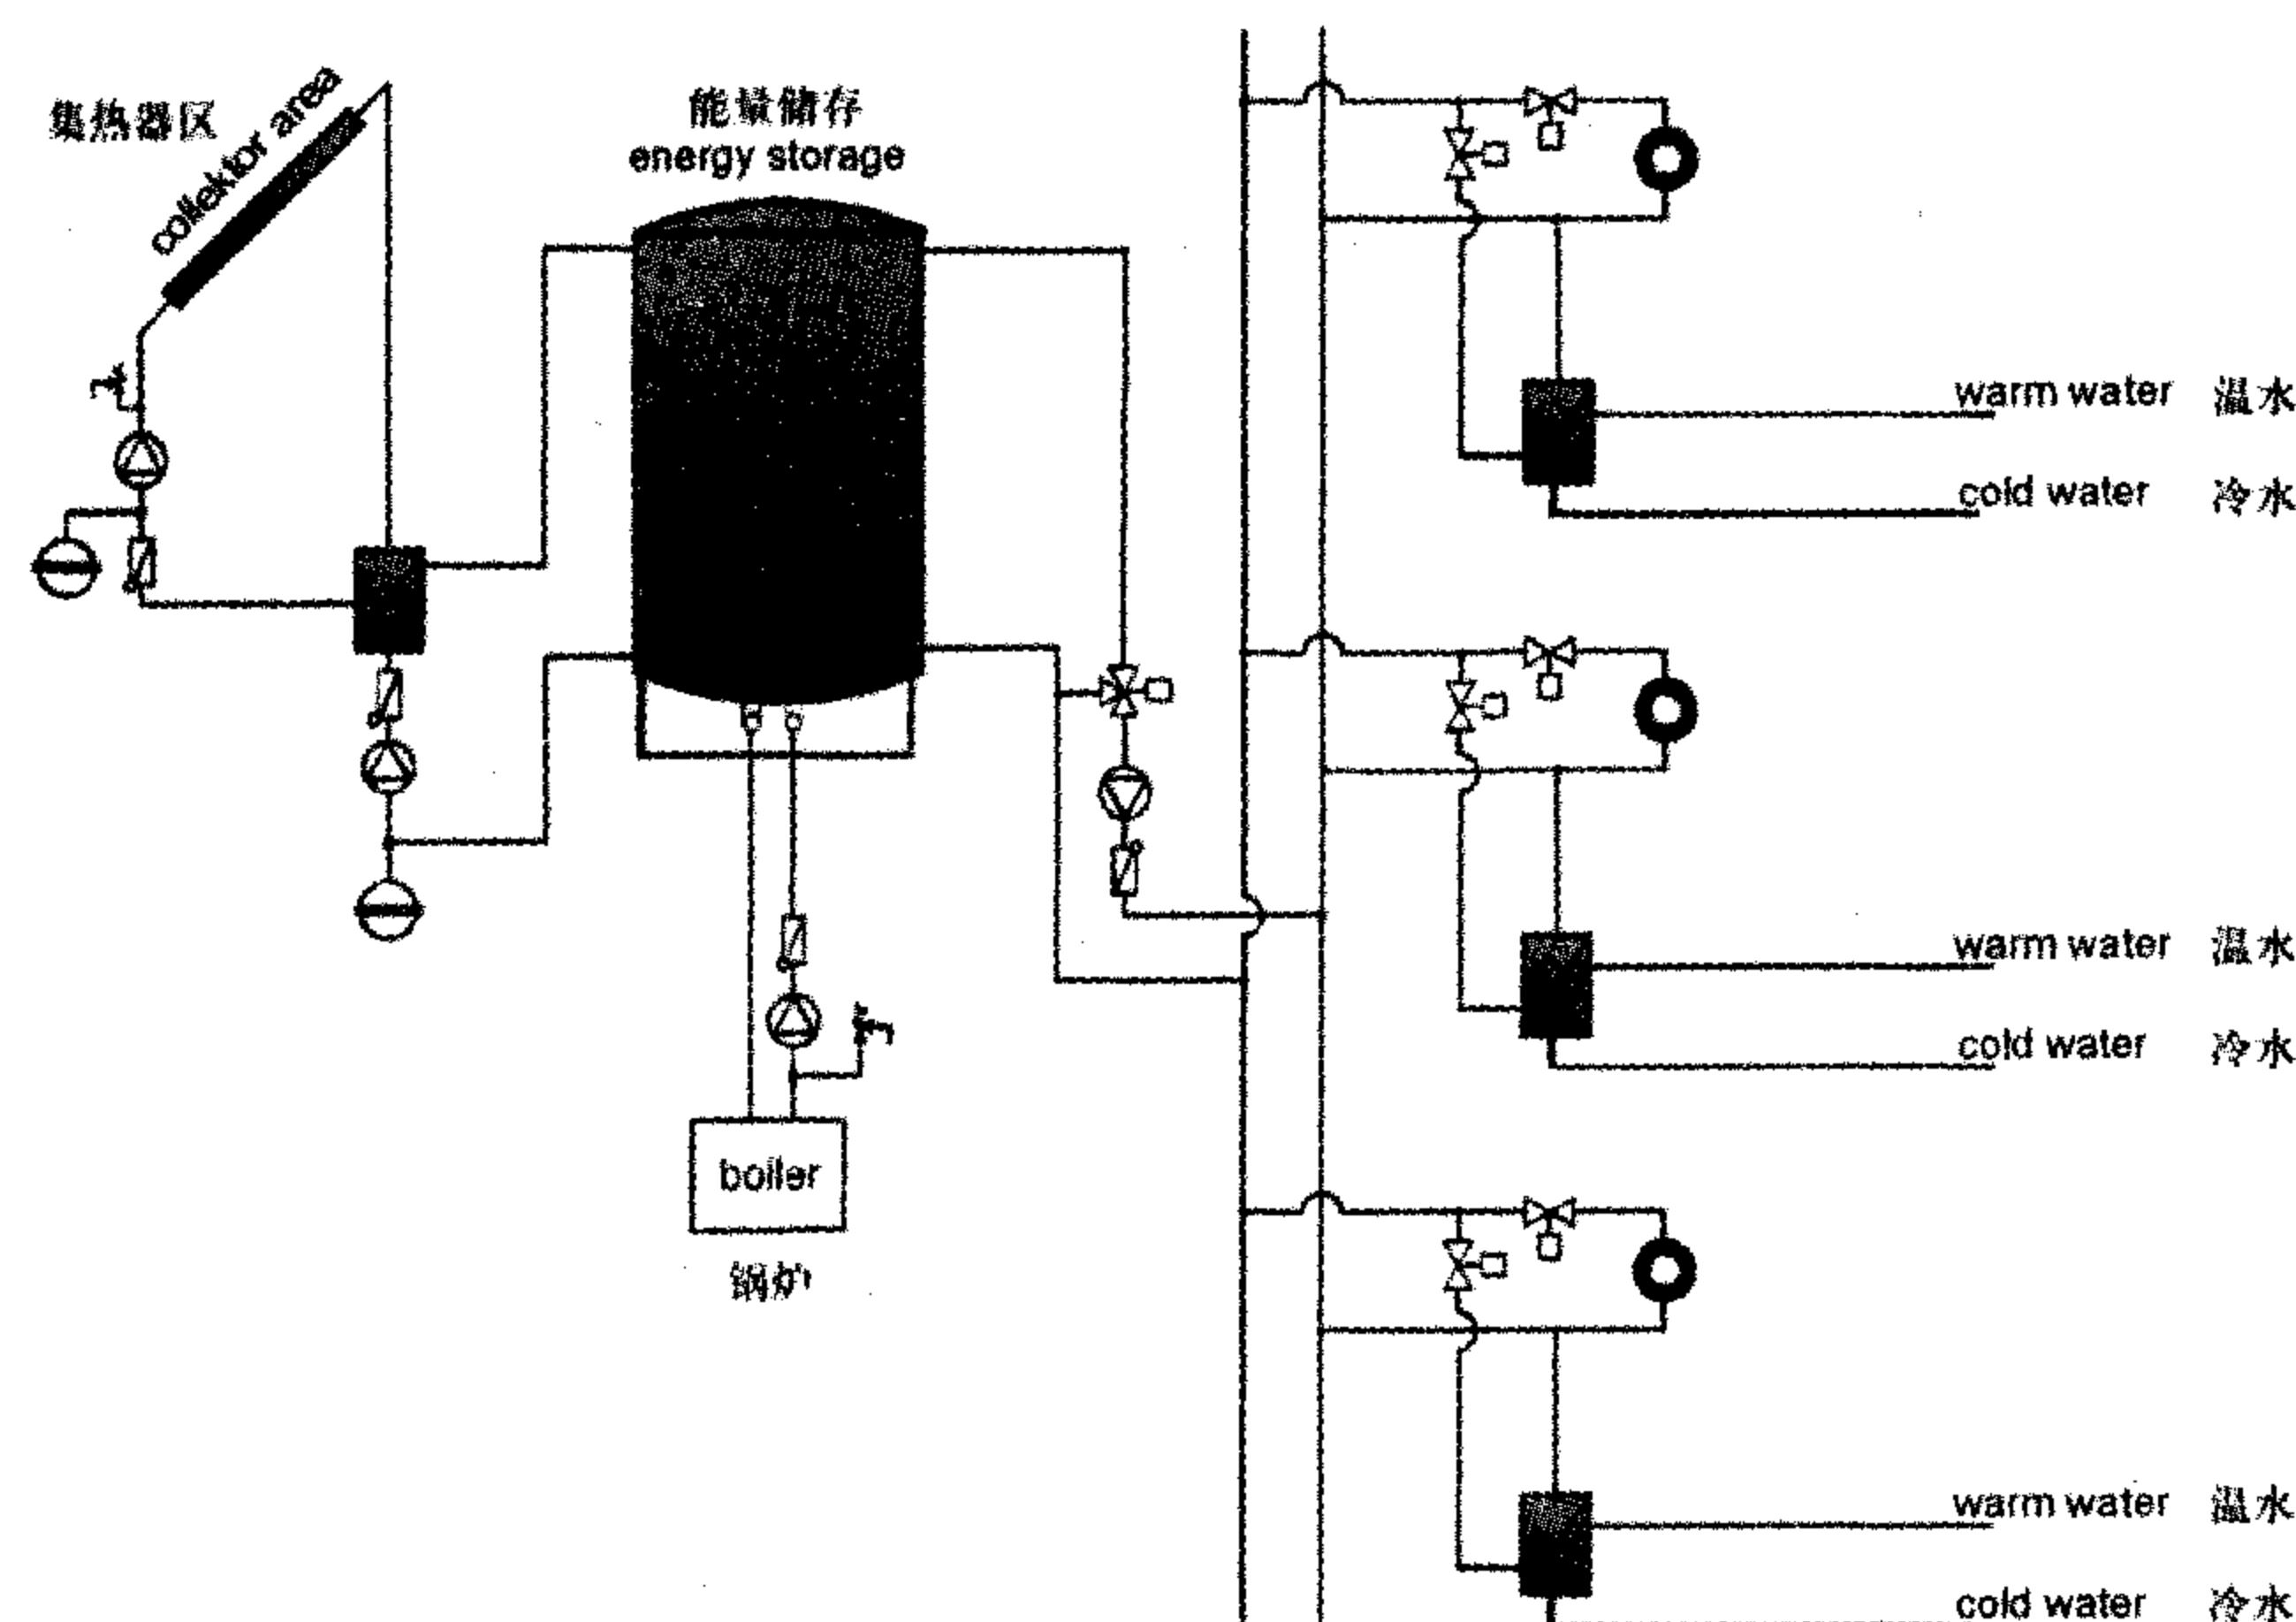 集热器区
collektor area
能量储存
energy storage
warm water 温水
cold water 冷水
warm water 温水
cold water 冷水
boiler
锅炉
warm water 温水
cold water 冷水